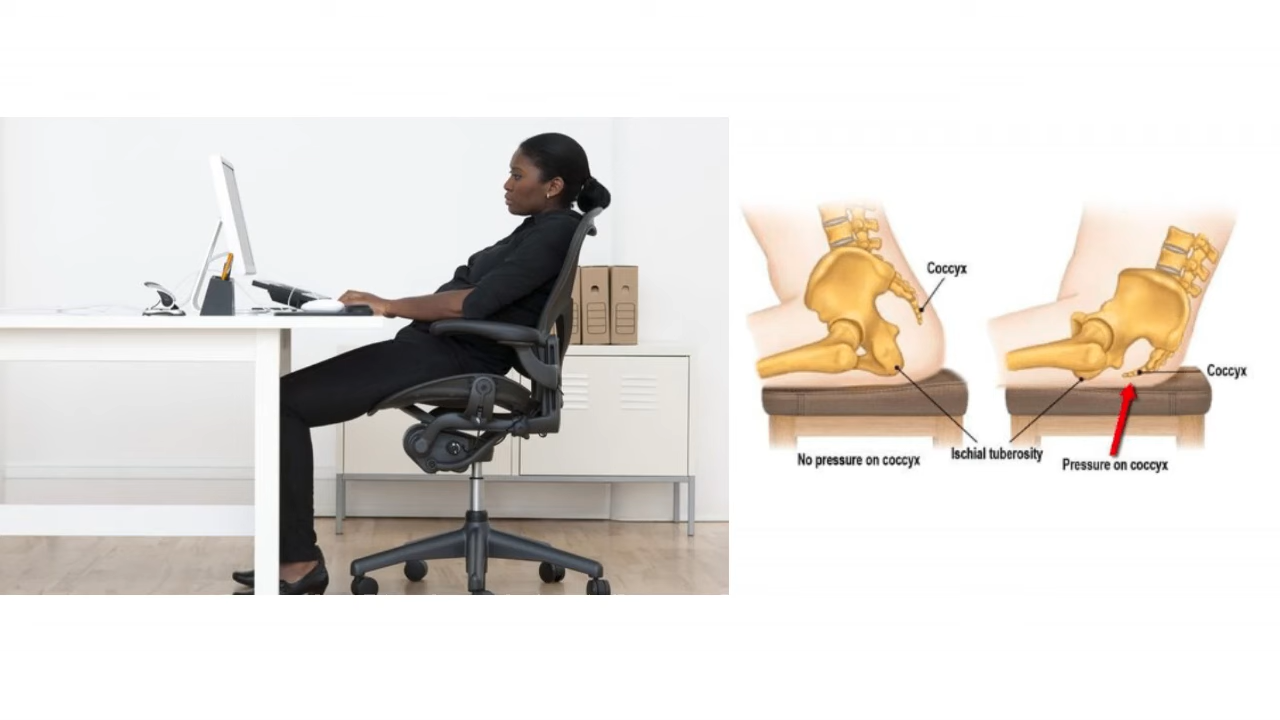 Coccyx
Coccyx
Ischial tuberosity
No pressure on coccyx
Pressure on coccyx